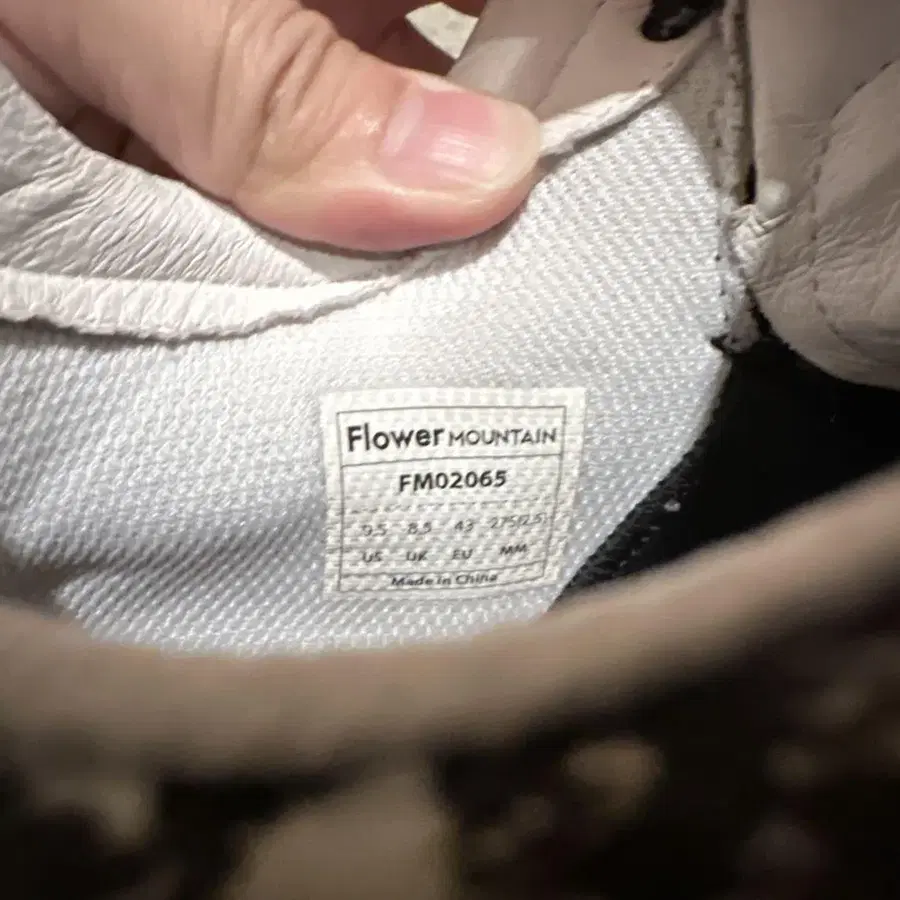 Flower MOUNTAIN
FM02065
9.5 8.5 43 275(2.5)
US UK EU MM
Made in China